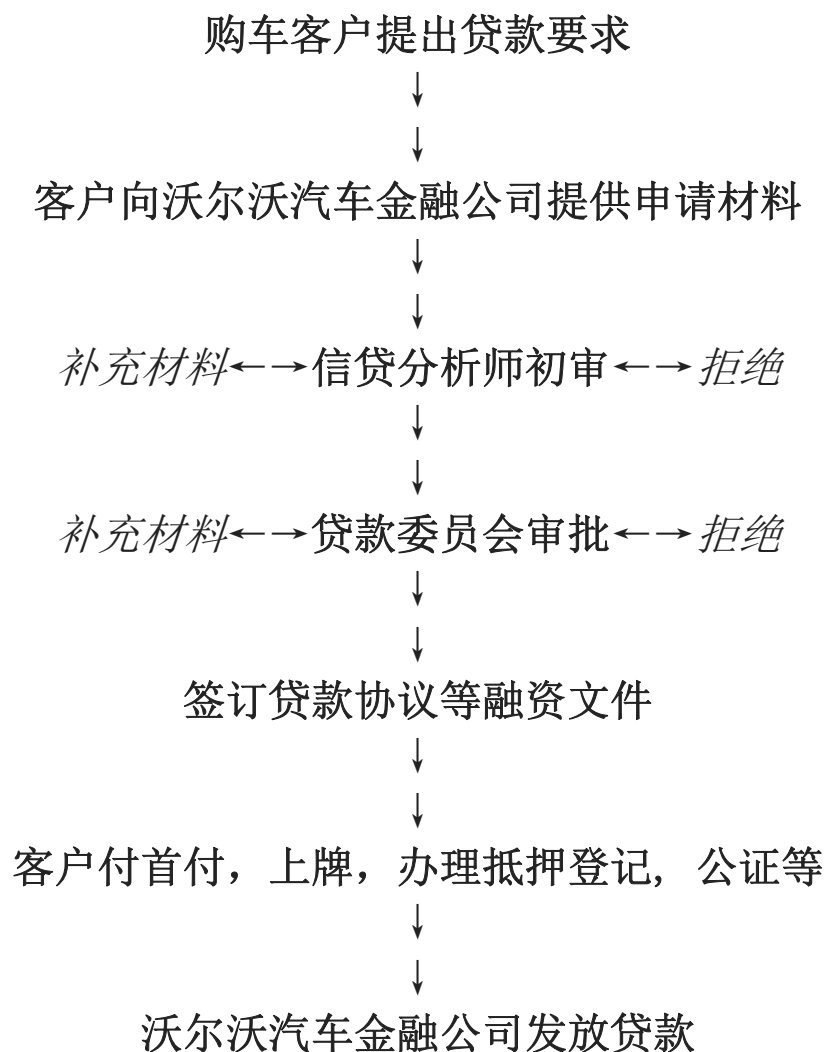 购车客户提出贷款要求
↓
↓
客户向沃尔沃汽车金融公司提供申请材料
↓
↓
补充材料←→信贷分析师初审←→拒绝
↓
↓
补充材料←→贷款委员会审批←→拒绝
↓
↓
签订贷款协议等融资文件
↓
↓
客户付首付，上牌，办理抵押登记，公证等
↓
↓
沃尔沃汽车金融公司发放贷款